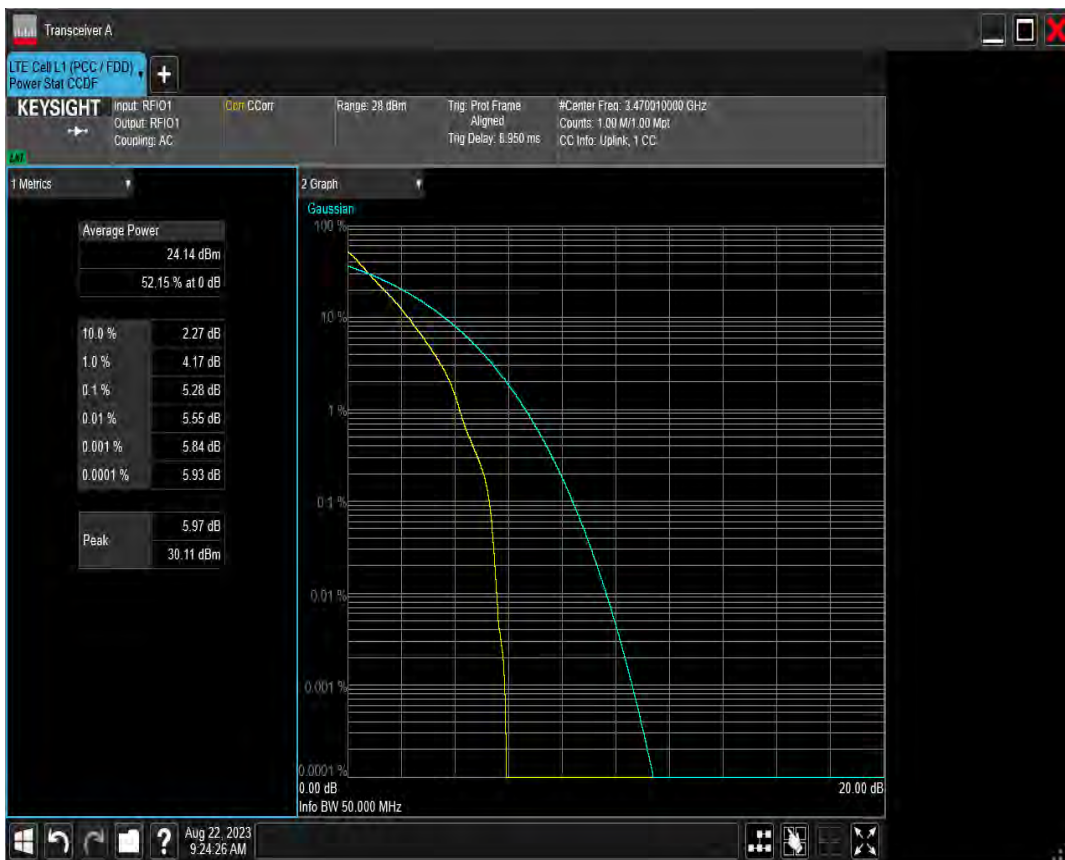 Transceiver A
LTE Cell L1 (PCC / FDD)
Power Stat CCDF
KEYSIGHT
Input: RFIO1
Output: RFIO1
Coupling: AC
Corr CCorr
Range: 28 dBm
Trig: Prot Frame
Aligned
Trig Delay: 8.950 ms
#Center Freq: 3.470010000 GHz
Counts: 1.00 M/1.00 Mpt
CC Info: Uplink, 1 CC
1 Metrics
Average Power
24.14 dBm
52.15 % at 0 dB
10.0 % 2.27 dB
1.0 % 4.17 dB
0.1 % 5.28 dB
0.01 % 5.55 dB
0.001 % 5.84 dB
0.0001 % 5.93 dB
Peak
5.97 dB
30.11 dBm
2 Graph
Gaussian
100 %
10 %
1 %
0.1 %
0.01 %
0.001 %
0.0001 %
0.00 dB 20.00 dB
Info BW 50.000 MHz
?
Aug 22, 2023
9:24:26 AM